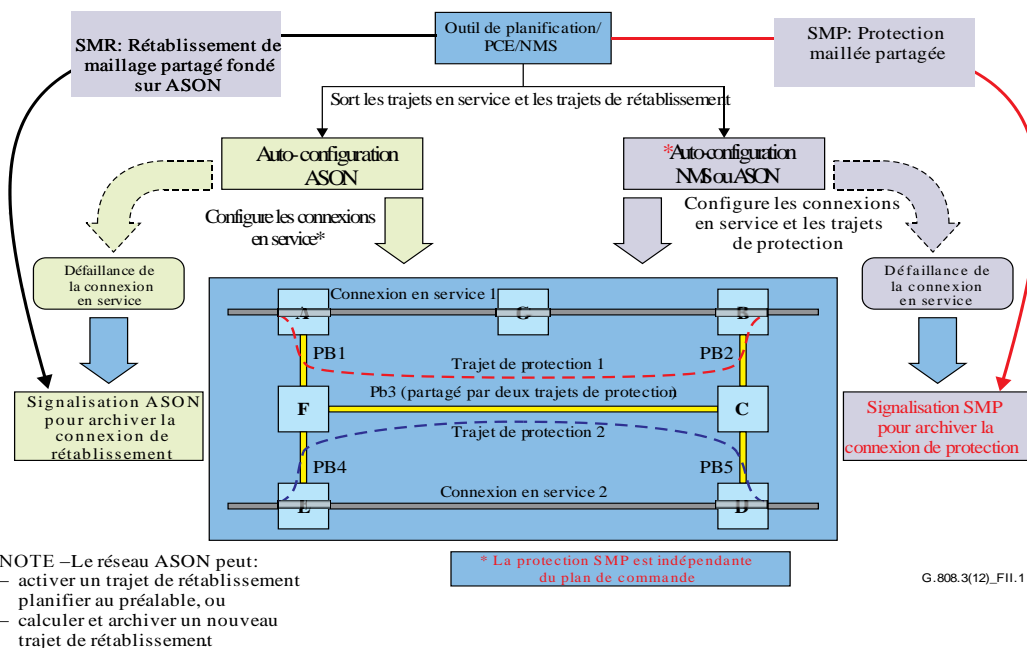 SMR: Rétablissement de
maillage partagé fondé
sur ASON
Outil de planification/
PCE/NMS
SMP: Protection
maillée partagée
Sort les trajets en service et les trajets de rétablissement
Auto-configuration
ASON
*Auto-configuration
NMS ou ASON
Configure les connexions
en service*
Configure les connexions
en service et les trajets
de protection
Défaillance de
la connexion
en service
Défaillance de
la connexion
en service
Connexion en service 1
A
G
B
PB1
PB2
Trajet de protection 1
Pb3 (partagé par deux trajets de protection)
F
C
Trajet de protection 2
PB4
PB5
Connexion en service 2
E
D
Signalisation ASON
pour archiver la
connexion de
rétablissement
Signalisation SMP
pour archiver la
connexion de protection
NOTE –Le réseau ASON peut:
– activer un trajet de rétablissement
planifier au préalable, ou
– calculer et archiver un nouveau
trajet de rétablissement
* La protection SMP est indépendante
du plan de commande
G.808.3(12)_FII.1